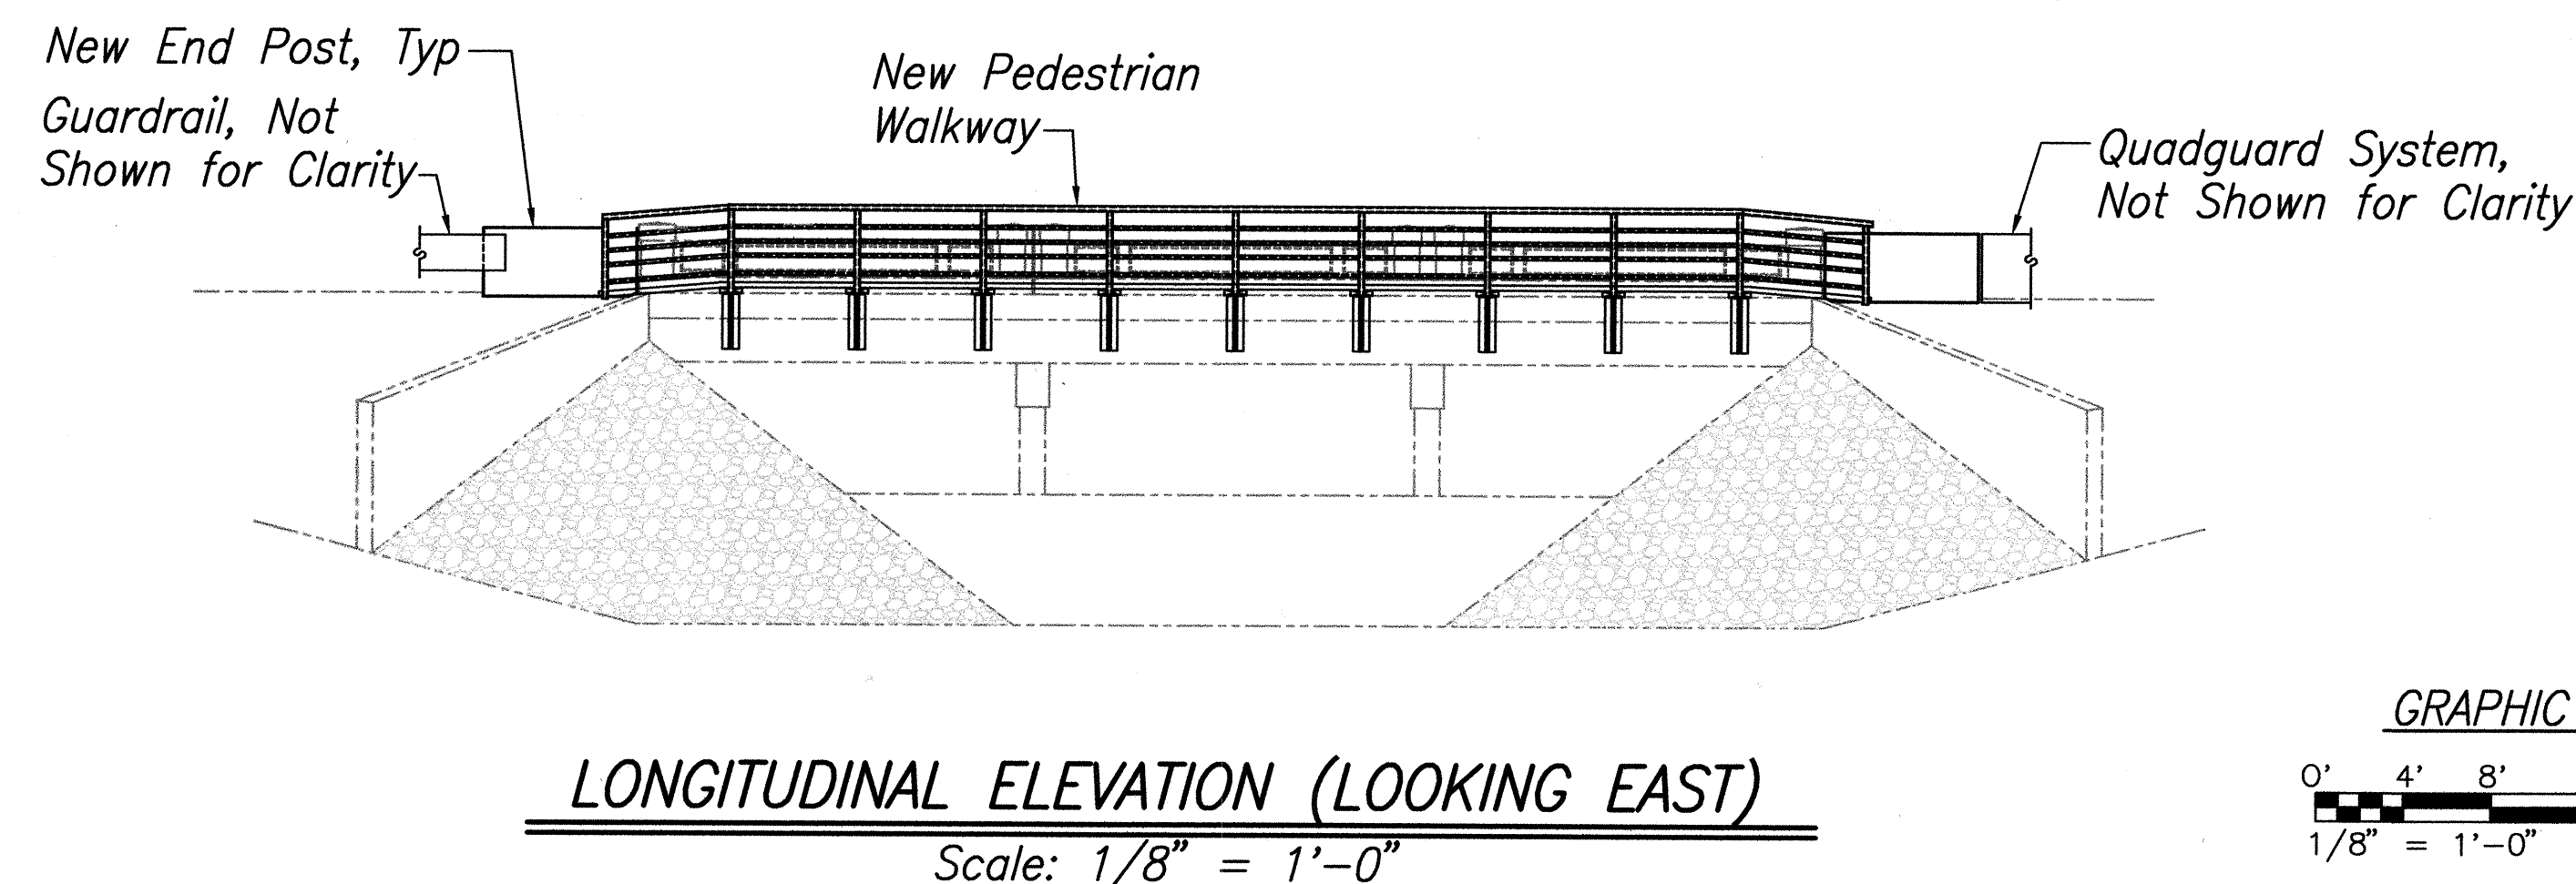 New End Post, Typ
Guardrail, Not
Shown for Clarity
New Pedestrian
Walkway
Quadguard System,
Not Shown for Clarity
LONGITUDINAL ELEVATION (LOOKING EAST)
Scale: 1/8" = 1'-0"
GRAPHIC
0' 4' 8'
1/8" = 1'-0"